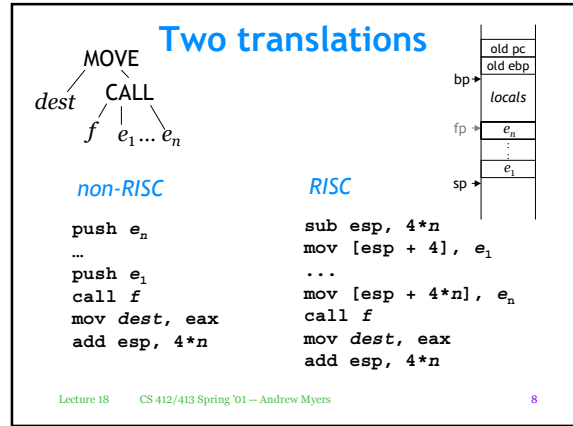 Two translations
MOVE
dest CALL
f e1 ... en
old pc
old ebp
bp
locals
fp en
:
:
e1
sp
non-RISC
push en
…
push e1
call f
mov dest, eax
add esp, 4*n
RISC
sub esp, 4*n
mov [esp + 4], e1
...
mov [esp + 4*n], en
call f
mov dest, eax
add esp, 4*n
Lecture 18 CS 412/413 Spring '01 -- Andrew Myers 8